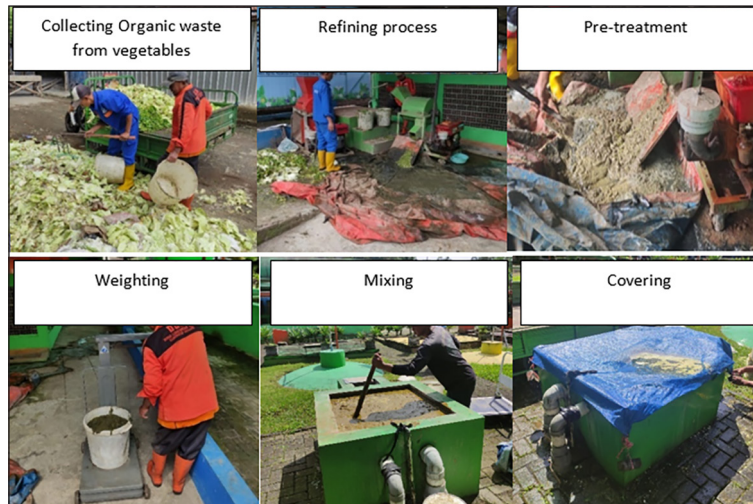 Collecting Organic waste
from vegetables
Refining process
Pre-treatment
Weighting
Mixing
Covering